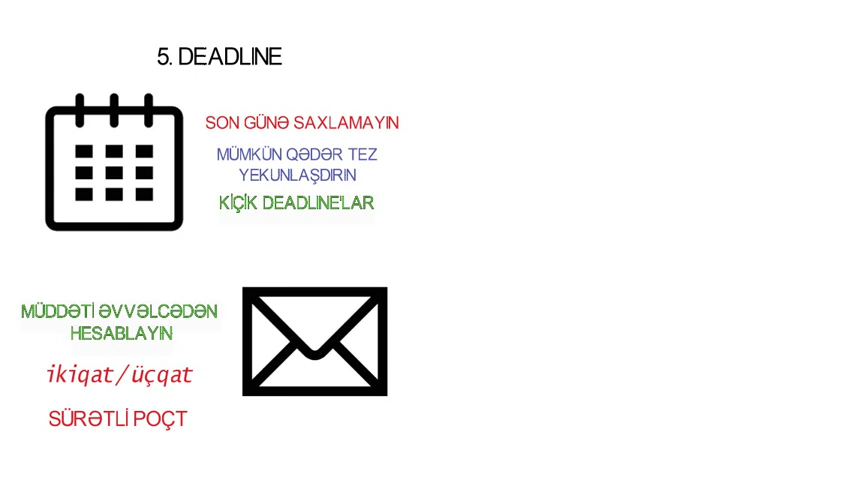 5. DEADLINE
SON GÜNƏ SAXLAMAYIN
MÜMKÜN QƏDƏR TEZ
YEKUNLAŞDIRIN
KİÇİK DEADLINE'LAR
MÜDDƏTİ ƏVVƏLCƏDƏN
HESABLAYIN
ikiqat/üçqat
SÜRƏTLİ POÇT